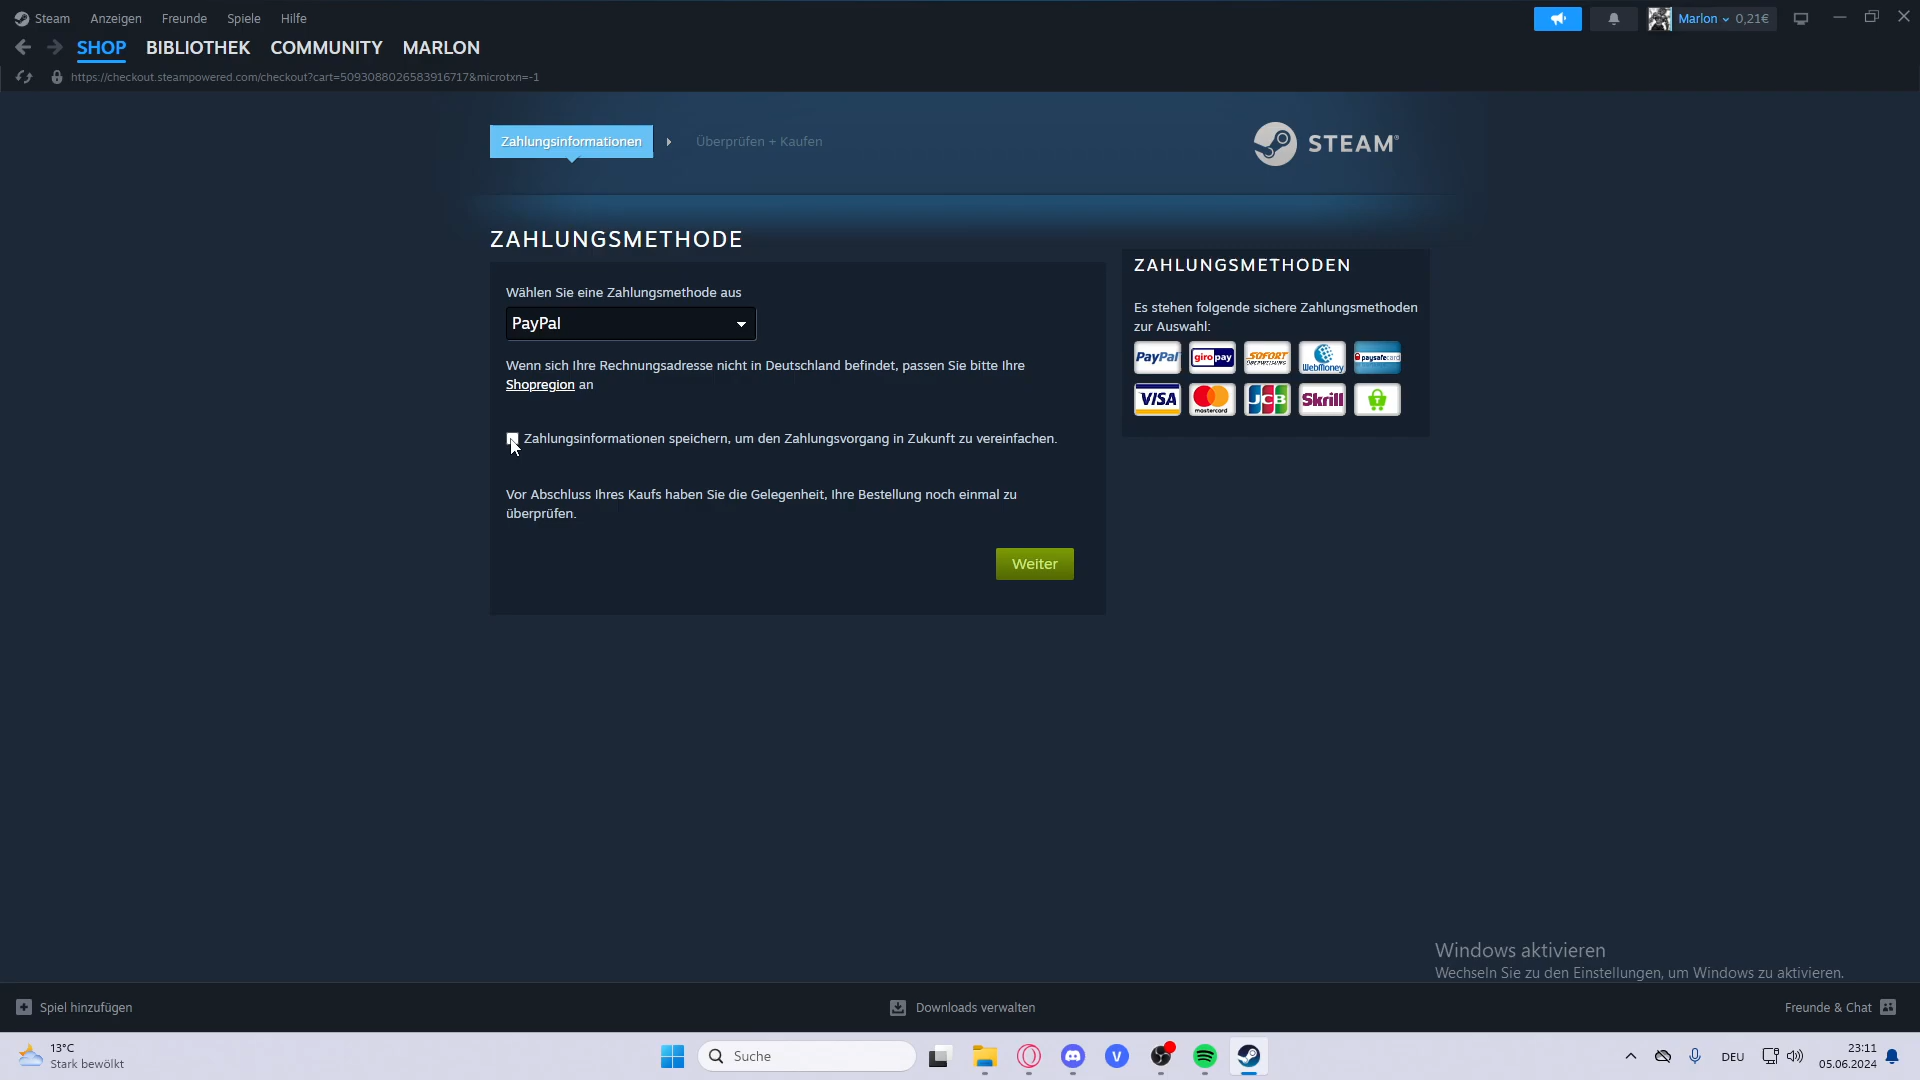 Steam Anzeigen Freunde Spiele Hilfe
Marlon 0,21€
SHOP BIBLIOTHEK COMMUNITY MARLON
https://checkout.steampowered.com/checkout?cart=5093088026583916717&microtxn=-1
Zahlungsinformationen Überprüfen + Kaufen
STEAM®
ZAHLUNGSMETHODE
Wählen Sie eine Zahlungsmethode aus
PayPal
Wenn sich Ihre Rechnungsadresse nicht in Deutschland befindet, passen Sie bitte Ihre
Shopregion an
Zahlungsinformationen speichern, um den Zahlungsvorgang in Zukunft zu vereinfachen.
Vor Abschluss Ihres Kaufs haben Sie die Gelegenheit, Ihre Bestellung noch einmal zu
überprüfen.
Weiter
ZAHLUNGSMETHODEN
Es stehen folgende sichere Zahlungsmethoden
zur Auswahl:
PayPal giropay SOFORT ÜBERWEISUNG WebMoney paysafecard
VISA mastercard JCB Skrill
Windows aktivieren
Wechseln Sie zu den Einstellungen, um Windows zu aktivieren.
Spiel hinzufügen
Downloads verwalten
Freunde & Chat
13°C
Stark bewölkt
Suche
V
DEU
23:11
05.06.2024